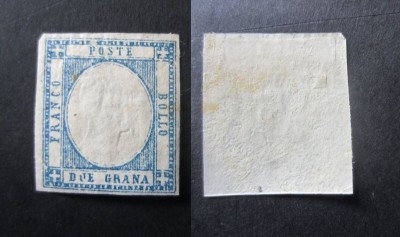 POSTE
FRANCO
BOLLO
DUE GRANA